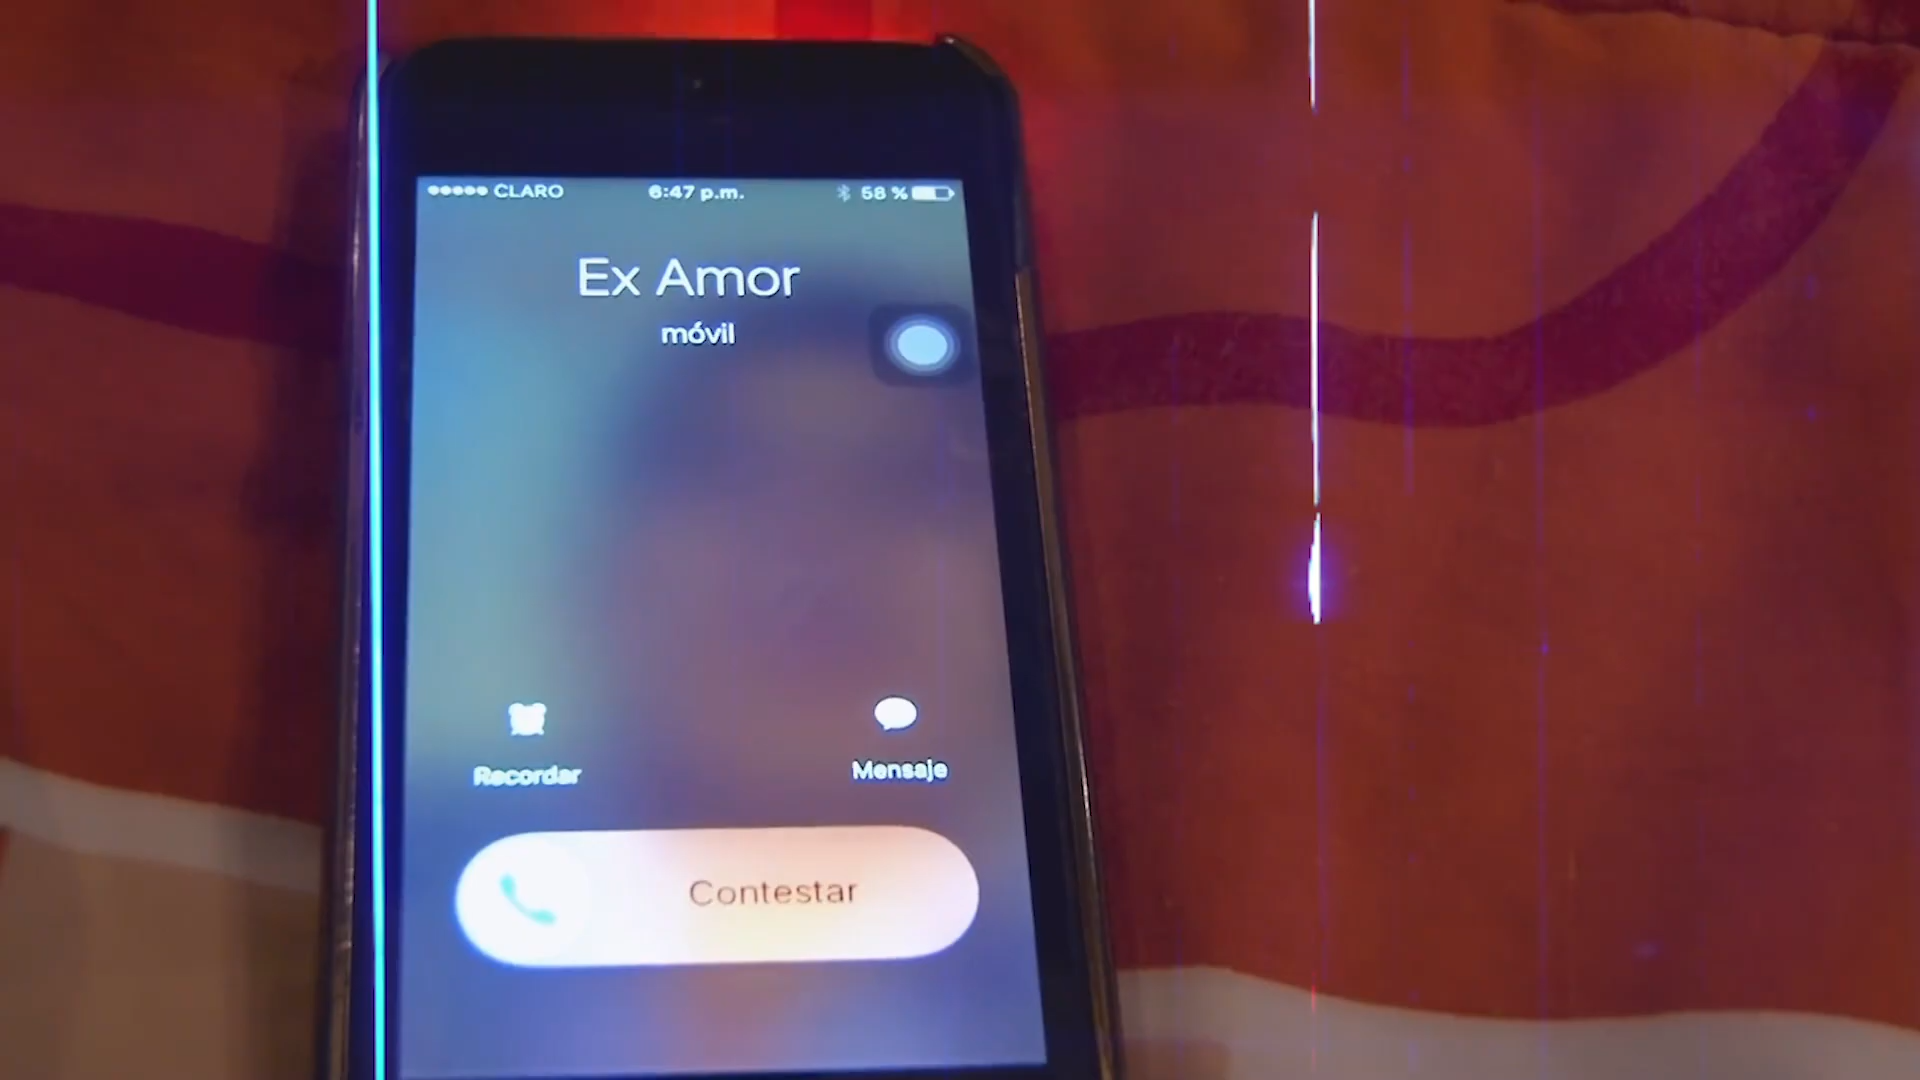 CLARO 6:47 p.m. 58 %
Ex Amor
móvil
Recordar Mensaje
Contestar